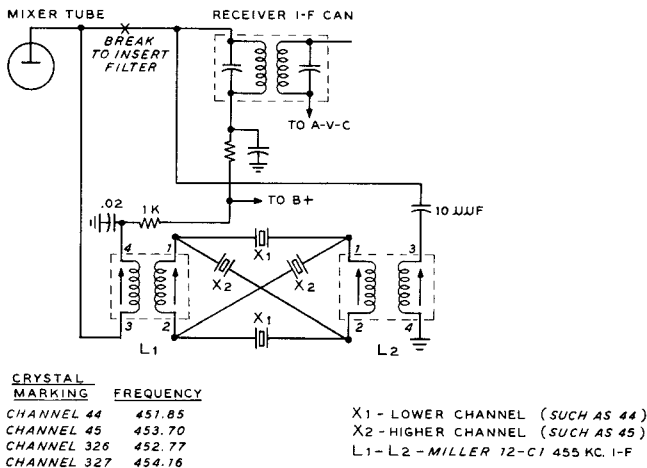 MIXER TUBE
RECEIVER I-F CAN
BREAK
TO INSERT
FILTER
TO A-V-C
TO B+
.02
1K
10 µµF
4
1
X1
X2
X2
1
3
3
2
X1
2
4
L1
L2
CRYSTAL
MARKING FREQUENCY
CHANNEL 44 451.85
CHANNEL 45 453.70
CHANNEL 326 452.77
CHANNEL 327 454.16
X1 - LOWER CHANNEL (SUCH AS 44)
X2 - HIGHER CHANNEL (SUCH AS 45)
L1 - L2 - MILLER 12-C1 455 KC. I-F